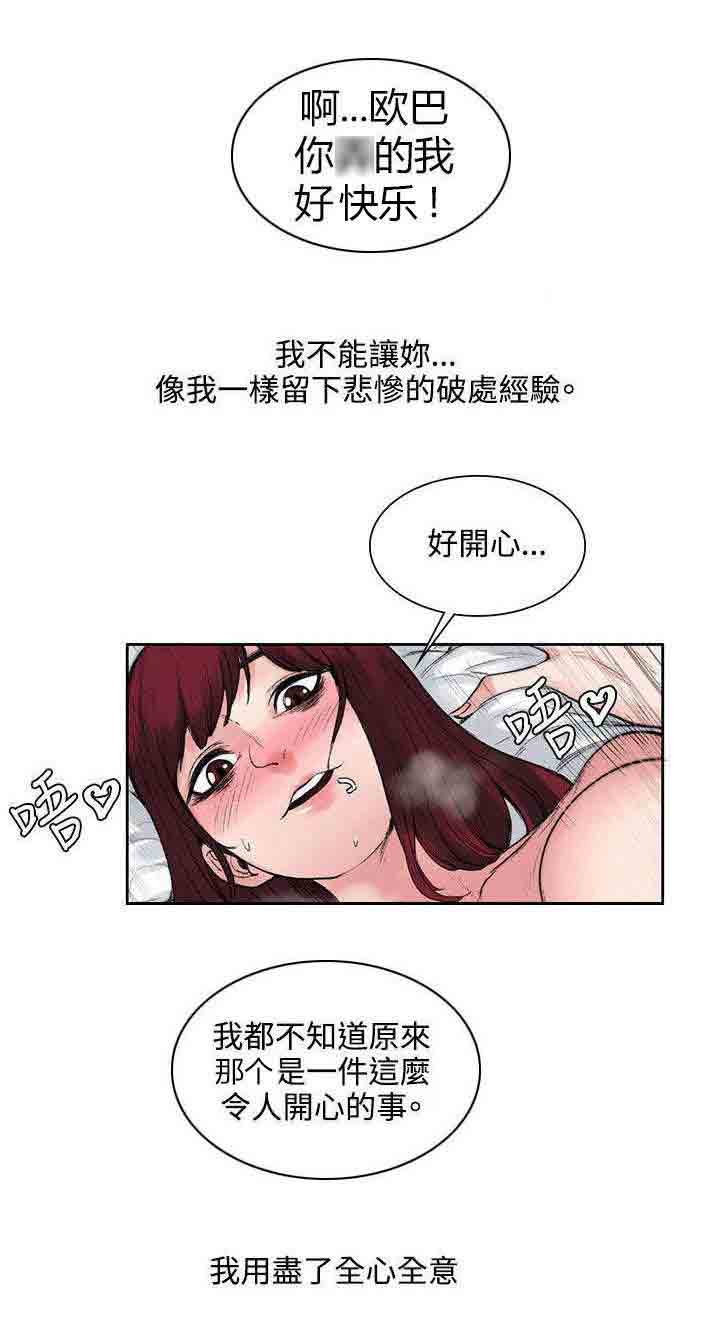 啊...欧巴
你的我
好快乐!
我不能讓妳...
像我一樣留下悲慘的破處經驗。
好開心...
唔♡
唔♡
我都不知道原來
那个是一件這麼
令人開心的事。
我用盡了全心全意